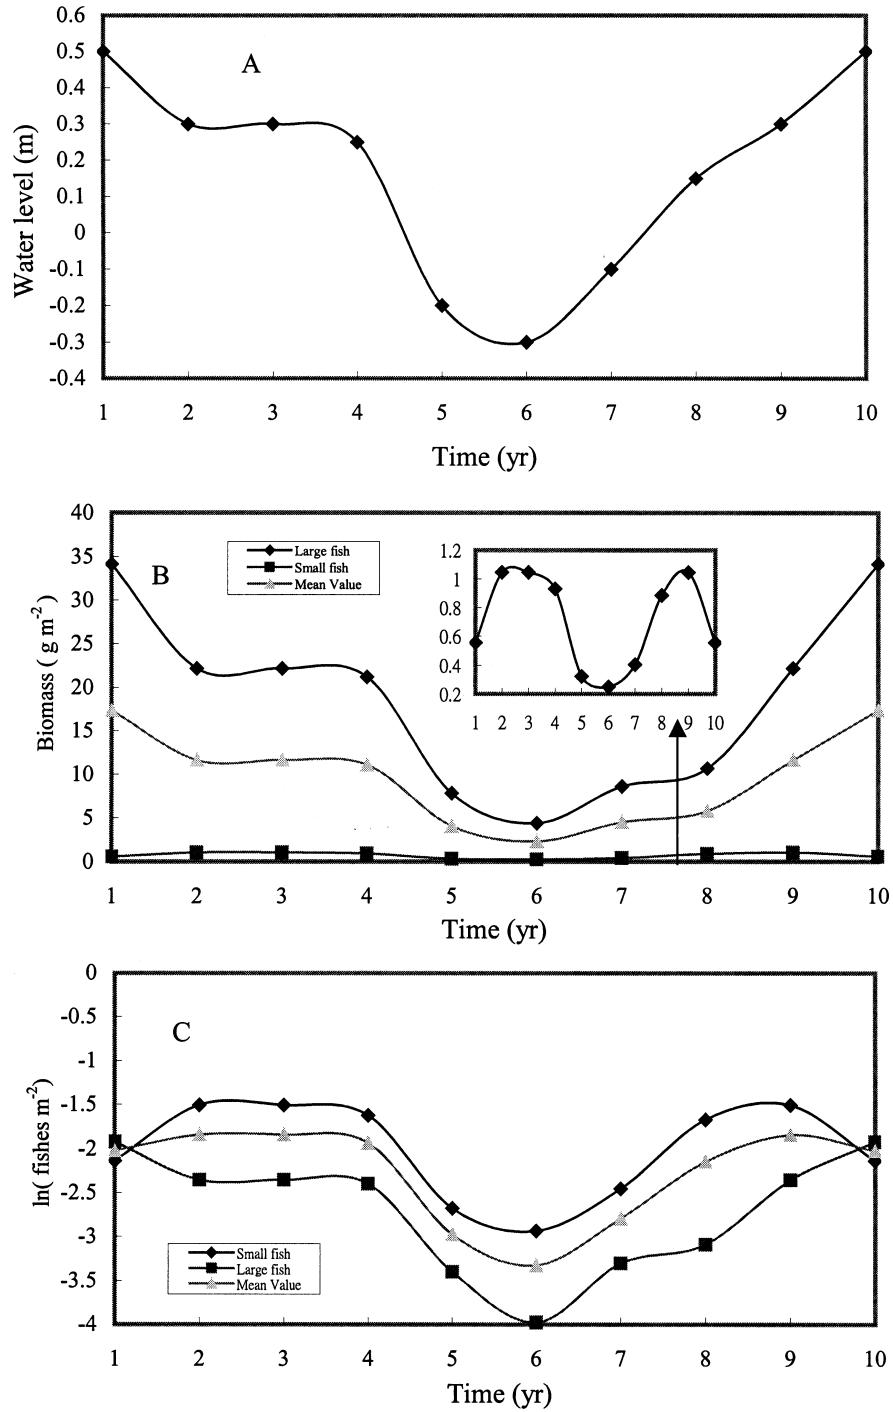 0.6
0.5
0.4
0.3
0.2
0.1
0
-0.1
-0.2
-0.3
-0.4
A
Water level (m)
1 2 3 4 5 6 7 8 9 10
Time (yr)
40
35
30
25
20
15
10
5
0
B
Biomass ( g m-2 )
Large fish
Small fish
Mean Value
1.2
1
0.8
0.6
0.4
0.2
1 2 3 4 5 6 7 8 9 10
1 2 3 4 5 6 7 8 9 10
Time (yr)
0
-0.5
-1
-1.5
-2
-2.5
-3
-3.5
-4
C
ln( fishes m-2)
Small fish
Large fish
Mean Value
1 2 3 4 5 6 7 8 9 10
Time (yr)